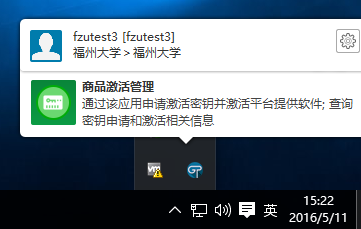 fzutest3 [fzutest3]
福州大学 > 福州大学
商品激活管理
通过该应用申请激活密钥并激活平台提供软件; 查询
密钥申请和激活相关信息
vm
GP
英
15:22
2016/5/11